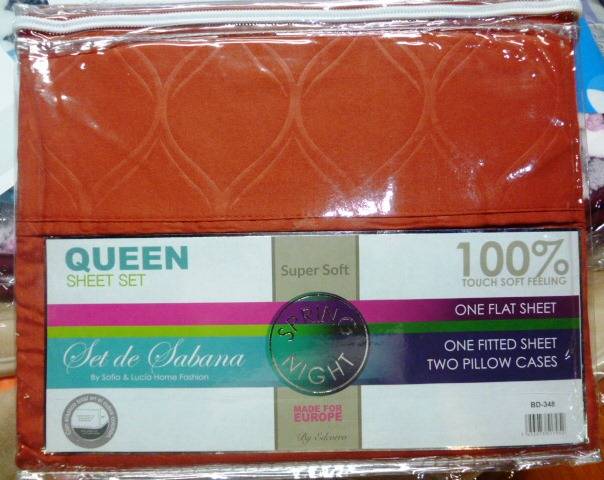 QUEEN
SHEET SET
Super Soft
100%
TOUCH SOFT FEELING
SPRING
NIGHT
ONE FLAT SHEET
ONE FITTED SHEET
TWO PILLOW CASES
Set de Sabana
By Sofia & Lucia Home Fashion
MADE FOR
EUROPE
BD-348